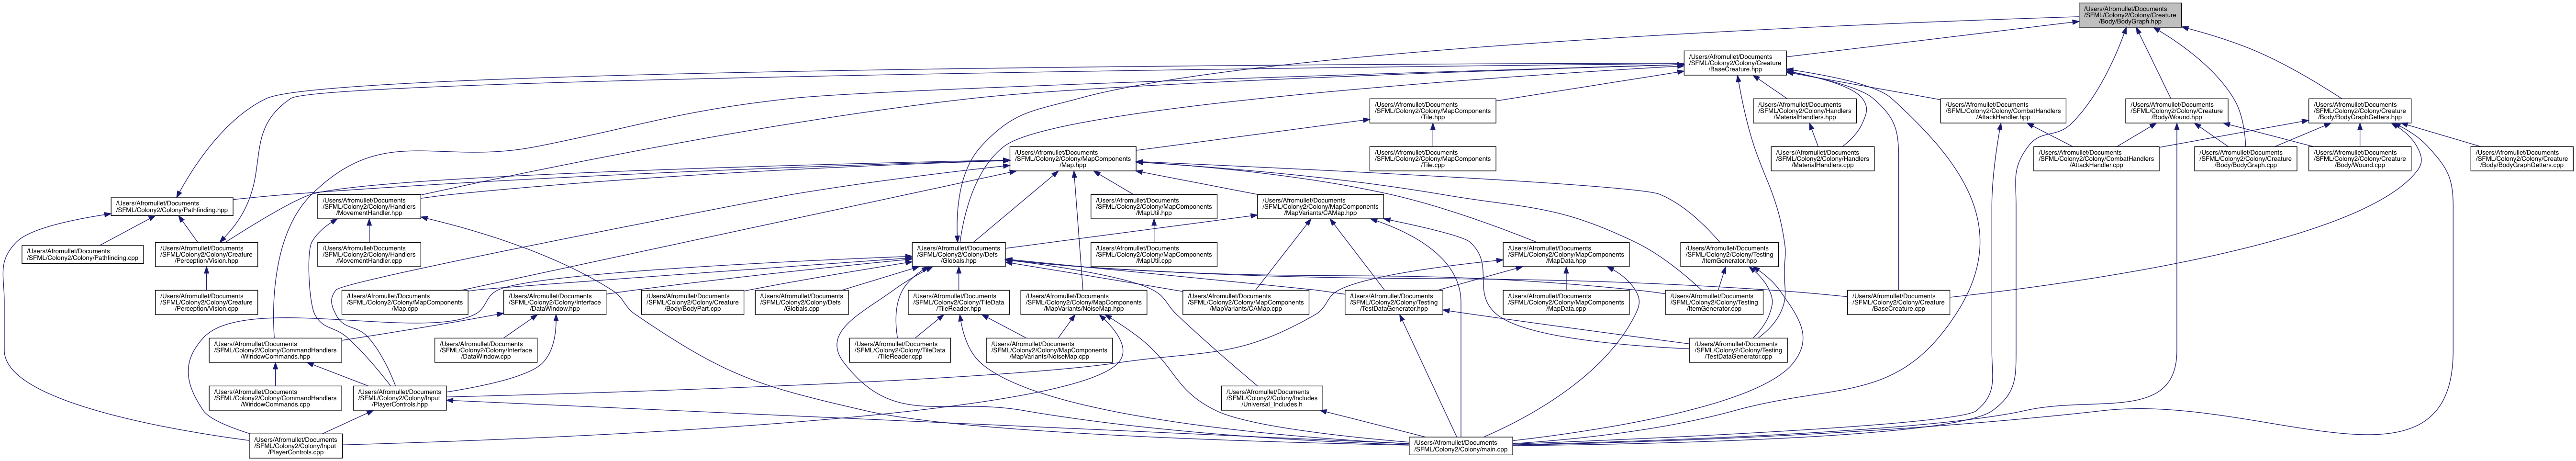 /Users/Afromullet/Documents
/SFML/Colony2/Colony/Creature
/Body/BodyGraph.hpp
/Users/Afromullet/Documents
/SFML/Colony2/Colony/Creature
/BaseCreature.hpp
/Users/Afromullet/Documents
/SFML/Colony2/Colony/MapComponents
/Tile.hpp
/Users/Afromullet/Documents
/SFML/Colony2/Colony/Handlers
/MaterialHandlers.hpp
/Users/Afromullet/Documents
/SFML/Colony2/Colony/CombatHandlers
/AttackHandler.hpp
/Users/Afromullet/Documents
/SFML/Colony2/Colony/Creature
/Body/Wound.hpp
/Users/Afromullet/Documents
/SFML/Colony2/Colony/Creature
/Body/BodyGraphGetters.hpp
/Users/Afromullet/Documents
/SFML/Colony2/Colony/MapComponents
/Map.hpp
/Users/Afromullet/Documents
/SFML/Colony2/Colony/MapComponents
/Tile.cpp
/Users/Afromullet/Documents
/SFML/Colony2/Colony/Handlers
/MaterialHandlers.cpp
/Users/Afromullet/Documents
/SFML/Colony2/Colony/CombatHandlers
/AttackHandler.cpp
/Users/Afromullet/Documents
/SFML/Colony2/Colony/Creature
/Body/BodyGraph.cpp
/Users/Afromullet/Documents
/SFML/Colony2/Colony/Creature
/Body/Wound.cpp
/Users/Afromullet/Documents
/SFML/Colony2/Colony/Creature
/Body/BodyGraphGetters.cpp
/Users/Afromullet/Documents
/SFML/Colony2/Colony/Pathfinding.hpp
/Users/Afromullet/Documents
/SFML/Colony2/Colony/Handlers
/MovementHandler.hpp
/Users/Afromullet/Documents
/SFML/Colony2/Colony/MapComponents
/MapUtil.hpp
/Users/Afromullet/Documents
/SFML/Colony2/Colony/MapComponents
/MapVariants/CAMap.hpp
/Users/Afromullet/Documents
/SFML/Colony2/Colony/Pathfinding.cpp
/Users/Afromullet/Documents
/SFML/Colony2/Colony/Creature
/Perception/Vision.hpp
/Users/Afromullet/Documents
/SFML/Colony2/Colony/Handlers
/MovementHandler.cpp
/Users/Afromullet/Documents
/SFML/Colony2/Colony/Defs
/Globals.hpp
/Users/Afromullet/Documents
/SFML/Colony2/Colony/MapComponents
/MapUtil.cpp
/Users/Afromullet/Documents
/SFML/Colony2/Colony/MapComponents
/MapData.hpp
/Users/Afromullet/Documents
/SFML/Colony2/Colony/Testing
/ItemGenerator.hpp
/Users/Afromullet/Documents
/SFML/Colony2/Colony/Creature
/Perception/Vision.cpp
/Users/Afromullet/Documents
/SFML/Colony2/Colony/MapComponents
/Map.cpp
/Users/Afromullet/Documents
/SFML/Colony2/Colony/Interface
/DataWindow.hpp
/Users/Afromullet/Documents
/SFML/Colony2/Colony/Creature
/Body/BodyPart.cpp
/Users/Afromullet/Documents
/SFML/Colony2/Colony/Defs
/Globals.cpp
/Users/Afromullet/Documents
/SFML/Colony2/Colony/TileData
/TileReader.hpp
/Users/Afromullet/Documents
/SFML/Colony2/Colony/MapComponents
/MapVariants/NoiseMap.hpp
/Users/Afromullet/Documents
/SFML/Colony2/Colony/MapComponents
/MapVariants/CAMap.cpp
/Users/Afromullet/Documents
/SFML/Colony2/Colony/Testing
/TestDataGenerator.hpp
/Users/Afromullet/Documents
/SFML/Colony2/Colony/MapComponents
/MapData.cpp
/Users/Afromullet/Documents
/SFML/Colony2/Colony/Testing
/ItemGenerator.cpp
/Users/Afromullet/Documents
/SFML/Colony2/Colony/Creature
/BaseCreature.cpp
/Users/Afromullet/Documents
/SFML/Colony2/Colony/CommandHandlers
/WindowCommands.hpp
/Users/Afromullet/Documents
/SFML/Colony2/Colony/Interface
/DataWindow.cpp
/Users/Afromullet/Documents
/SFML/Colony2/Colony/TileData
/TileReader.cpp
/Users/Afromullet/Documents
/SFML/Colony2/Colony/MapComponents
/MapVariants/NoiseMap.cpp
/Users/Afromullet/Documents
/SFML/Colony2/Colony/Testing
/TestDataGenerator.cpp
/Users/Afromullet/Documents
/SFML/Colony2/Colony/CommandHandlers
/WindowCommands.cpp
/Users/Afromullet/Documents
/SFML/Colony2/Colony/Input
/PlayerControls.hpp
/Users/Afromullet/Documents
/SFML/Colony2/Colony/Includes
/Universal_Includes.h
/Users/Afromullet/Documents
/SFML/Colony2/Colony/Input
/PlayerControls.cpp
/Users/Afromullet/Documents
/SFML/Colony2/Colony/main.cpp